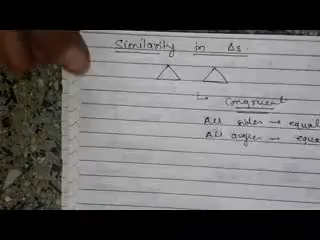 Similarity in Δs.
↳ Congruent
All sides → equal
All angles → equa